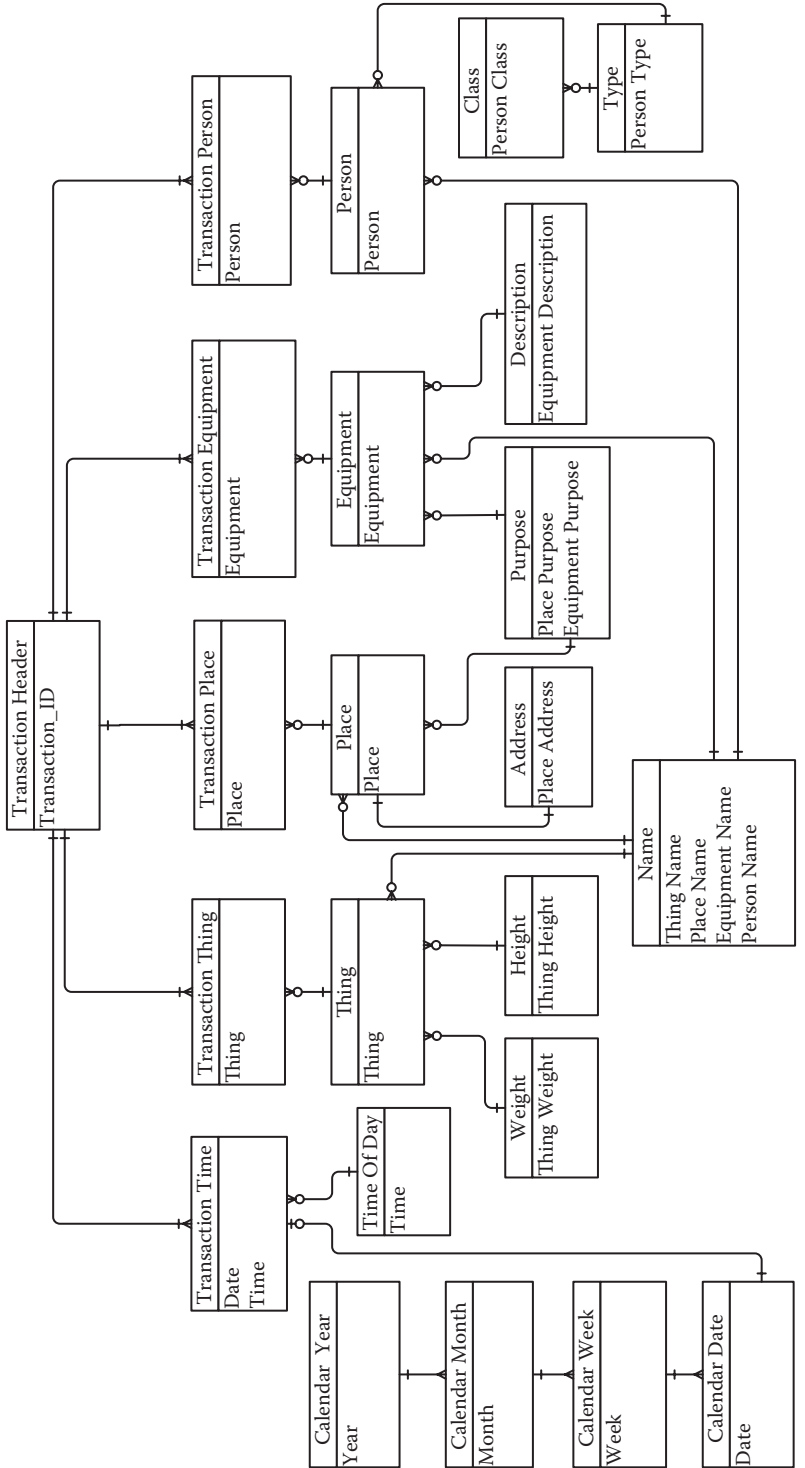 Transaction Header
Transaction_ID
Transaction Time
Date
Time
Transaction Thing
Thing
Transaction Place
Place
Transaction Equipment
Equipment
Transaction Person
Person
Calendar Year
Year
Time Of Day
Time
Thing
Thing
Place
Place
Equipment
Equipment
Person
Person
Calendar Month
Month
Class
Person Class
Weight
Thing Weight
Height
Thing Height
Address
Place Address
Purpose
Place Purpose
Equipment Purpose
Description
Equipment Description
Calendar Week
Week
Type
Person Type
Name
Thing Name
Place Name
Equipment Name
Person Name
Calendar Date
Date